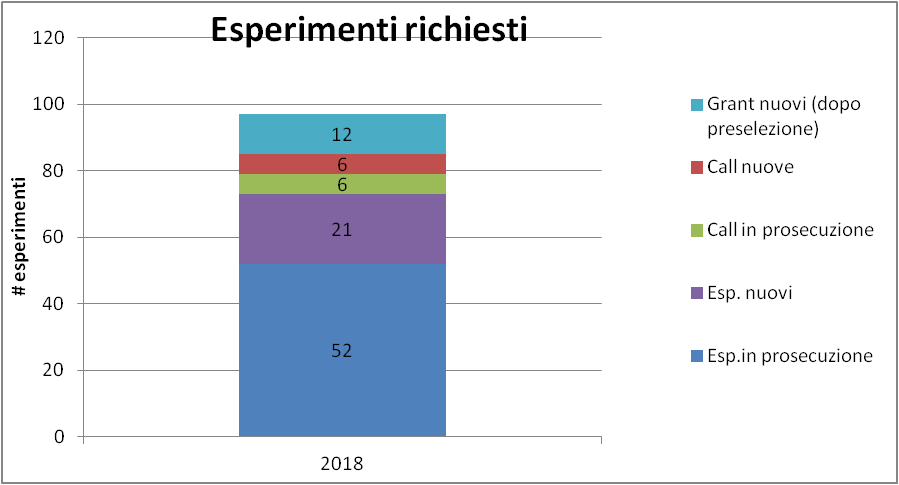 Esperimenti richiesti
120
100
80
60
40
20
0
# esperimenti
12
6
6
21
52
2018
Grant nuovi (dopo
preselezione)
Call nuove
Call in prosecuzione
Esp. nuovi
Esp.in prosecuzione